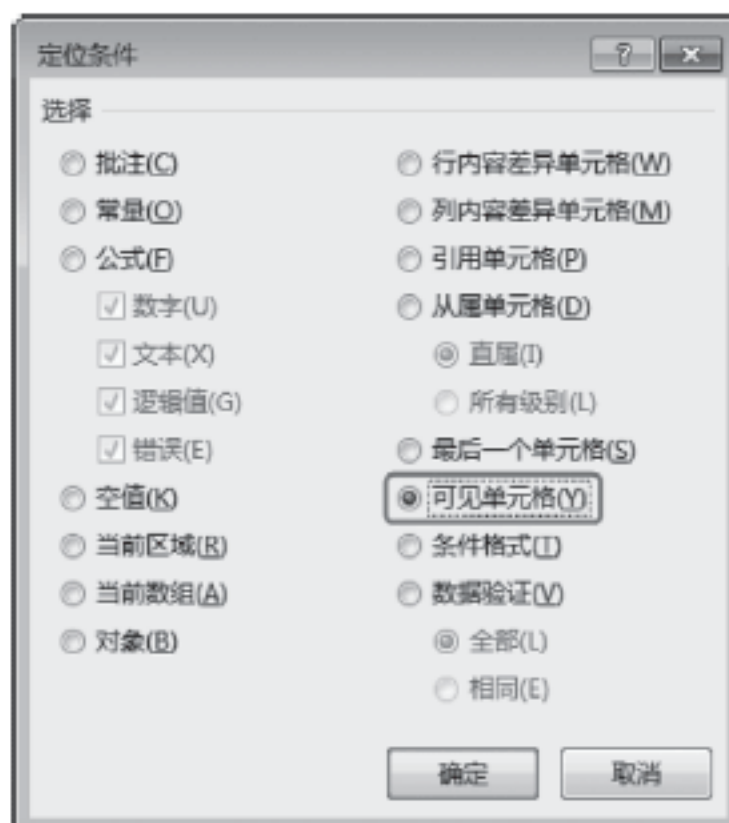 定位条件
选择
批注(C)
常量(O)
公式(F)
数字(U)
文本(X)
逻辑值(G)
错误(E)
空值(K)
当前区域(R)
当前数组(A)
对象(B)
行内容差异单元格(W)
列内容差异单元格(M)
引用单元格(P)
从属单元格(D)
直属(I)
所有级别(L)
最后一个单元格(S)
可见单元格(Y)
条件格式(T)
数据验证(V)
全部(L)
相同(E)
确定
取消